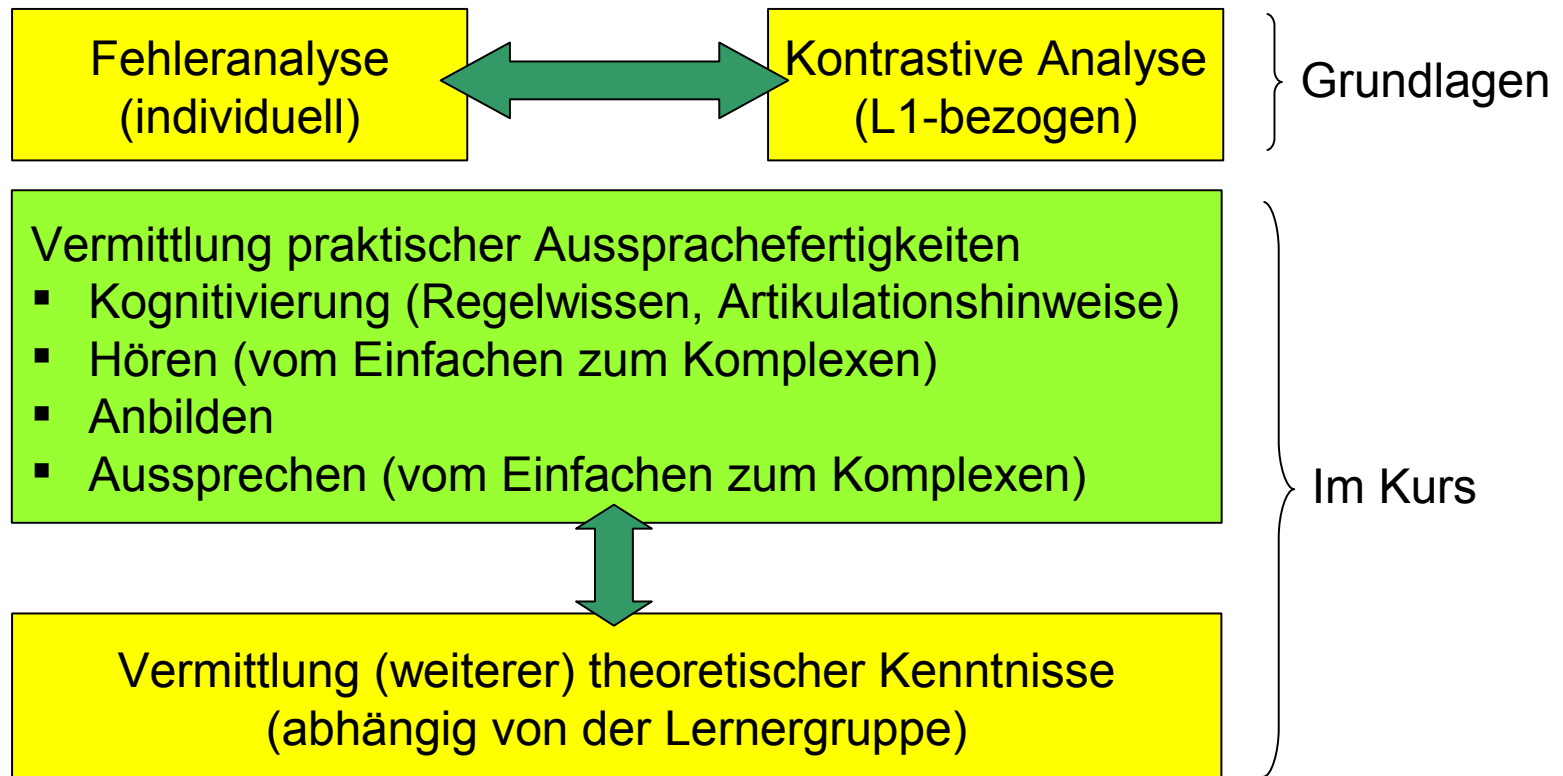 Fehleranalyse
(individuell)
Kontrastive Analyse
(L1-bezogen)
Grundlagen
Vermittlung praktischer Aussprachefertigkeiten
▪ Kognitivierung (Regelwissen, Artikulationshinweise)
▪ Hören (vom Einfachen zum Komplexen)
▪ Anbilden
▪ Aussprechen (vom Einfachen zum Komplexen)
Im Kurs
Vermittlung (weiterer) theoretischer Kenntnisse
(abhängig von der Lernergruppe)